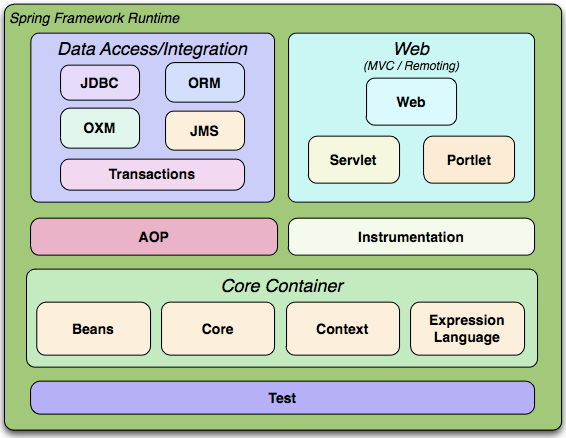 Spring Framework Runtime
Data Access/Integration
JDBC
ORM
OXM
JMS
Transactions
Web
(MVC / Remoting)
Web
Servlet
Portlet
AOP
Instrumentation
Core Container
Beans
Core
Context
Expression
Language
Test